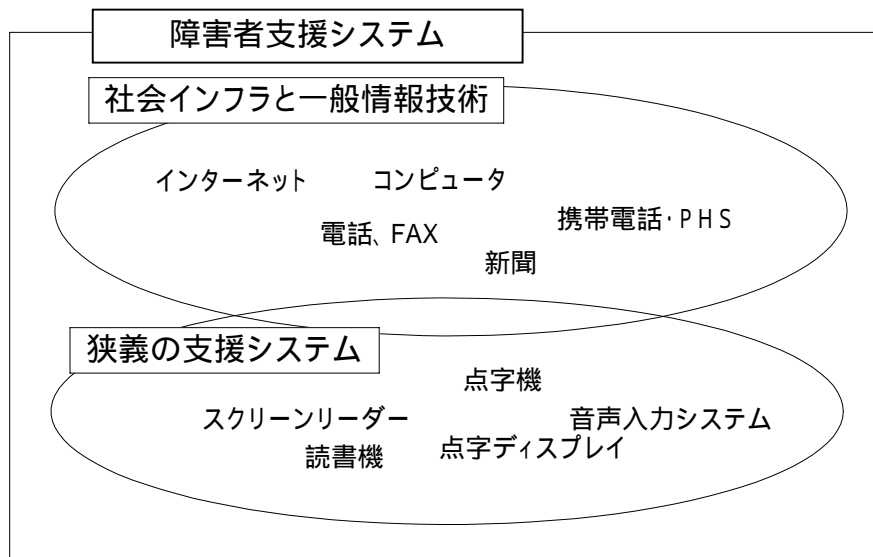 障害者支援システム
社会インフラと一般情報技術
インターネット
コンピュータ
携帯電話・PHS
電話、FAX
新聞
狭義の支援システム
点字機
スクリーンリーダー
音声入力システム
読書機
点字ディスプレイ